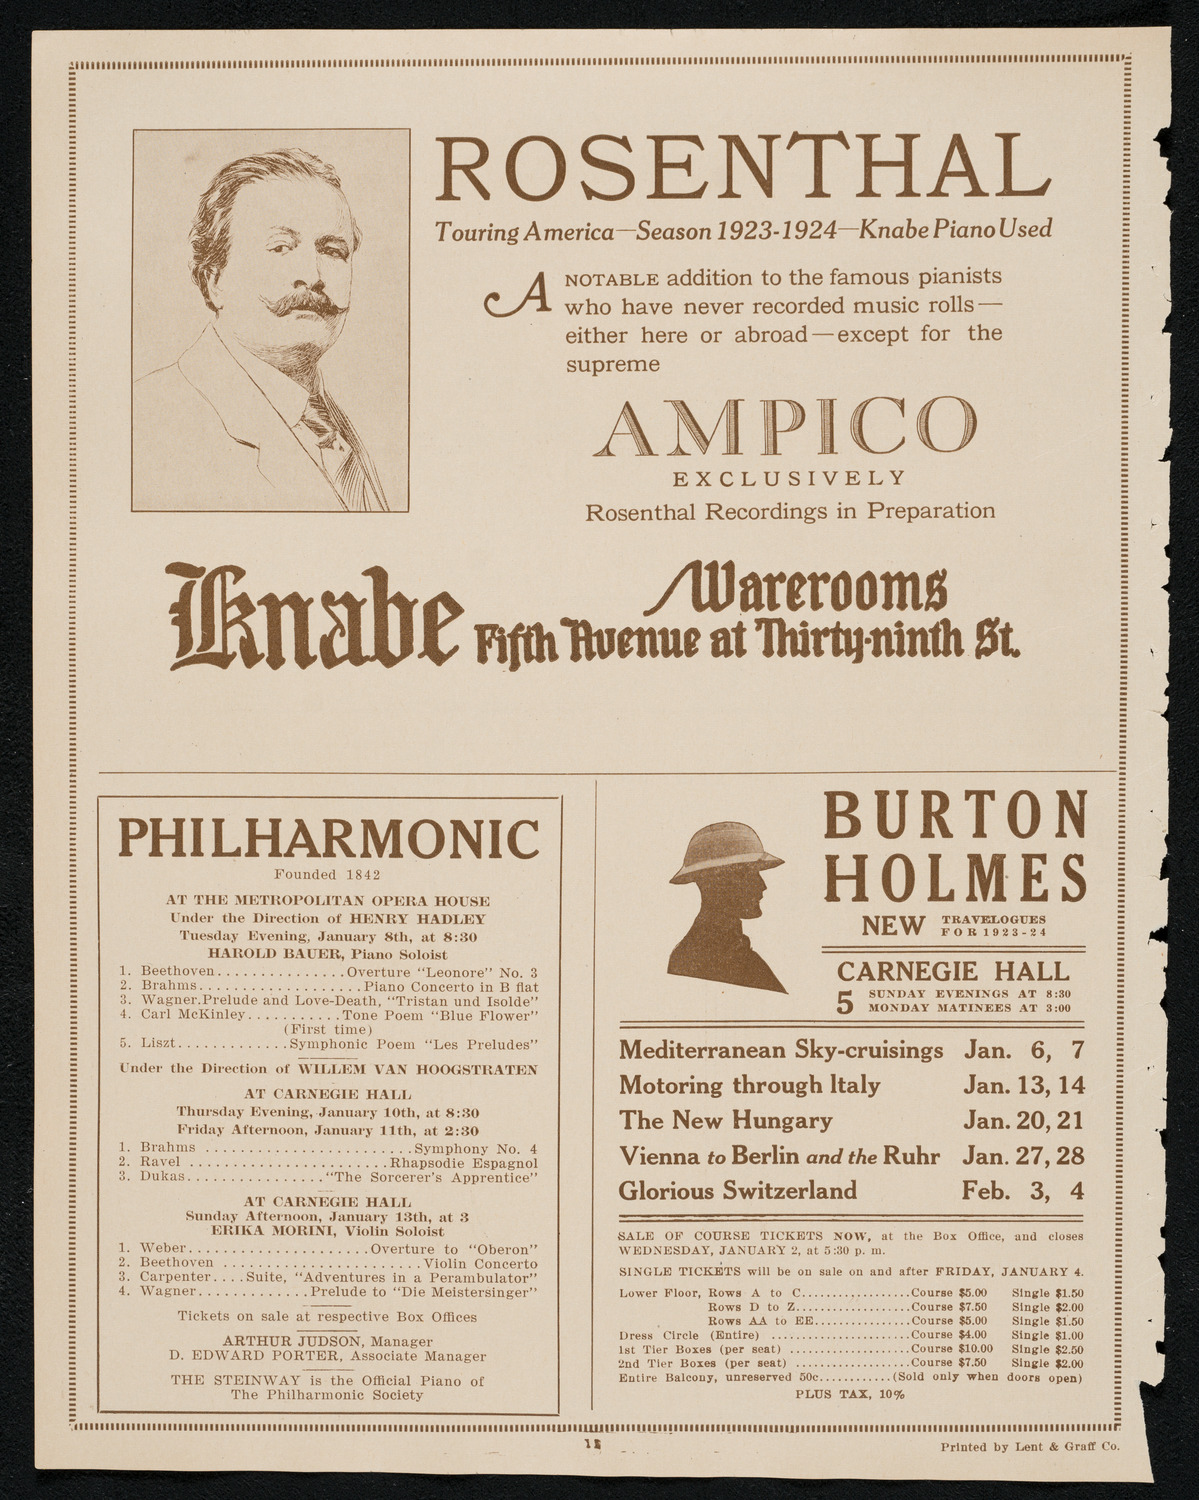 ROSENTHAL
Touring America—Season 1923-1924—Knabe Piano Used
A NOTABLE addition to the famous pianists
who have never recorded music rolls—
either here or abroad—except for the
supreme
AMPICO
EXCLUSIVELY
Rosenthal Recordings in Preparation
Knabe Warerooms
Fifth Avenue at Thirty-ninth St.
PHILHARMONIC
Founded 1842
AT THE METROPOLITAN OPERA HOUSE
Under the Direction of HENRY HADLEY
Tuesday Evening, January 8th, at 8:30
HAROLD BAUER, Piano Soloist
1. Beethoven...............Overture “Leonore” No. 3
2. Brahms...................Piano Concerto in B flat
3. Wagner.Prelude and Love-Death, “Tristan und Isolde”
4. Carl McKinley...........Tone Poem “Blue Flower”
(First time)
5. Liszt.............Symphonic Poem “Les Preludes”
Under the Direction of WILLEM VAN HOOGSTRATEN
AT CARNEGIE HALL
Thursday Evening, January 10th, at 8:30
Friday Afternoon, January 11th, at 2:30
1. Brahms ........................Symphony No. 4
2. Ravel .......................Rhapsodie Espagnol
3. Dukas................“The Sorcerer's Apprentice”
AT CARNEGIE HALL
Sunday Afternoon, January 13th, at 3
ERIKA MORINI, Violin Soloist
1. Weber.....................Overture to “Oberon”
2. Beethoven .......................Violin Concerto
3. Carpenter....Suite, “Adventures in a Perambulator”
4. Wagner.............Prelude to “Die Meistersinger”
Tickets on sale at respective Box Offices
ARTHUR JUDSON, Manager
D. EDWARD PORTER, Associate Manager
THE STEINWAY is the Official Piano of
The Philharmonic Society
BURTON
HOLMES
NEW TRAVELOGUES
FOR 1923-24
CARNEGIE HALL
5 SUNDAY EVENINGS AT 8:30
MONDAY MATINEES AT 3:00
Mediterranean Sky-cruisings Jan. 6, 7
Motoring through Italy Jan. 13, 14
The New Hungary Jan. 20, 21
Vienna to Berlin and the Ruhr Jan. 27, 28
Glorious Switzerland Feb. 3, 4
SALE OF COURSE TICKETS NOW, at the Box Office, and closes
WEDNESDAY, JANUARY 2, at 5:30 p. m.
SINGLE TICKETS will be on sale on and after FRIDAY, JANUARY 4.
Lower Floor, Rows A to C..................Course $5.00 Single $1.50
Rows D to Z..................Course $7.50 Single $2.00
Rows AA to EE...............Course $5.00 Single $1.50
Dress Circle (Entire) .......................Course $4.00 Single $1.00
1st Tier Boxes (per seat) ...................Course $10.00 Single $2.50
2nd Tier Boxes (per seat) ...................Course $7.50 Single $2.00
Entire Balcony, unreserved 50c............(Sold only when doors open)
PLUS TAX, 10%
Printed by Lent & Graff Co.